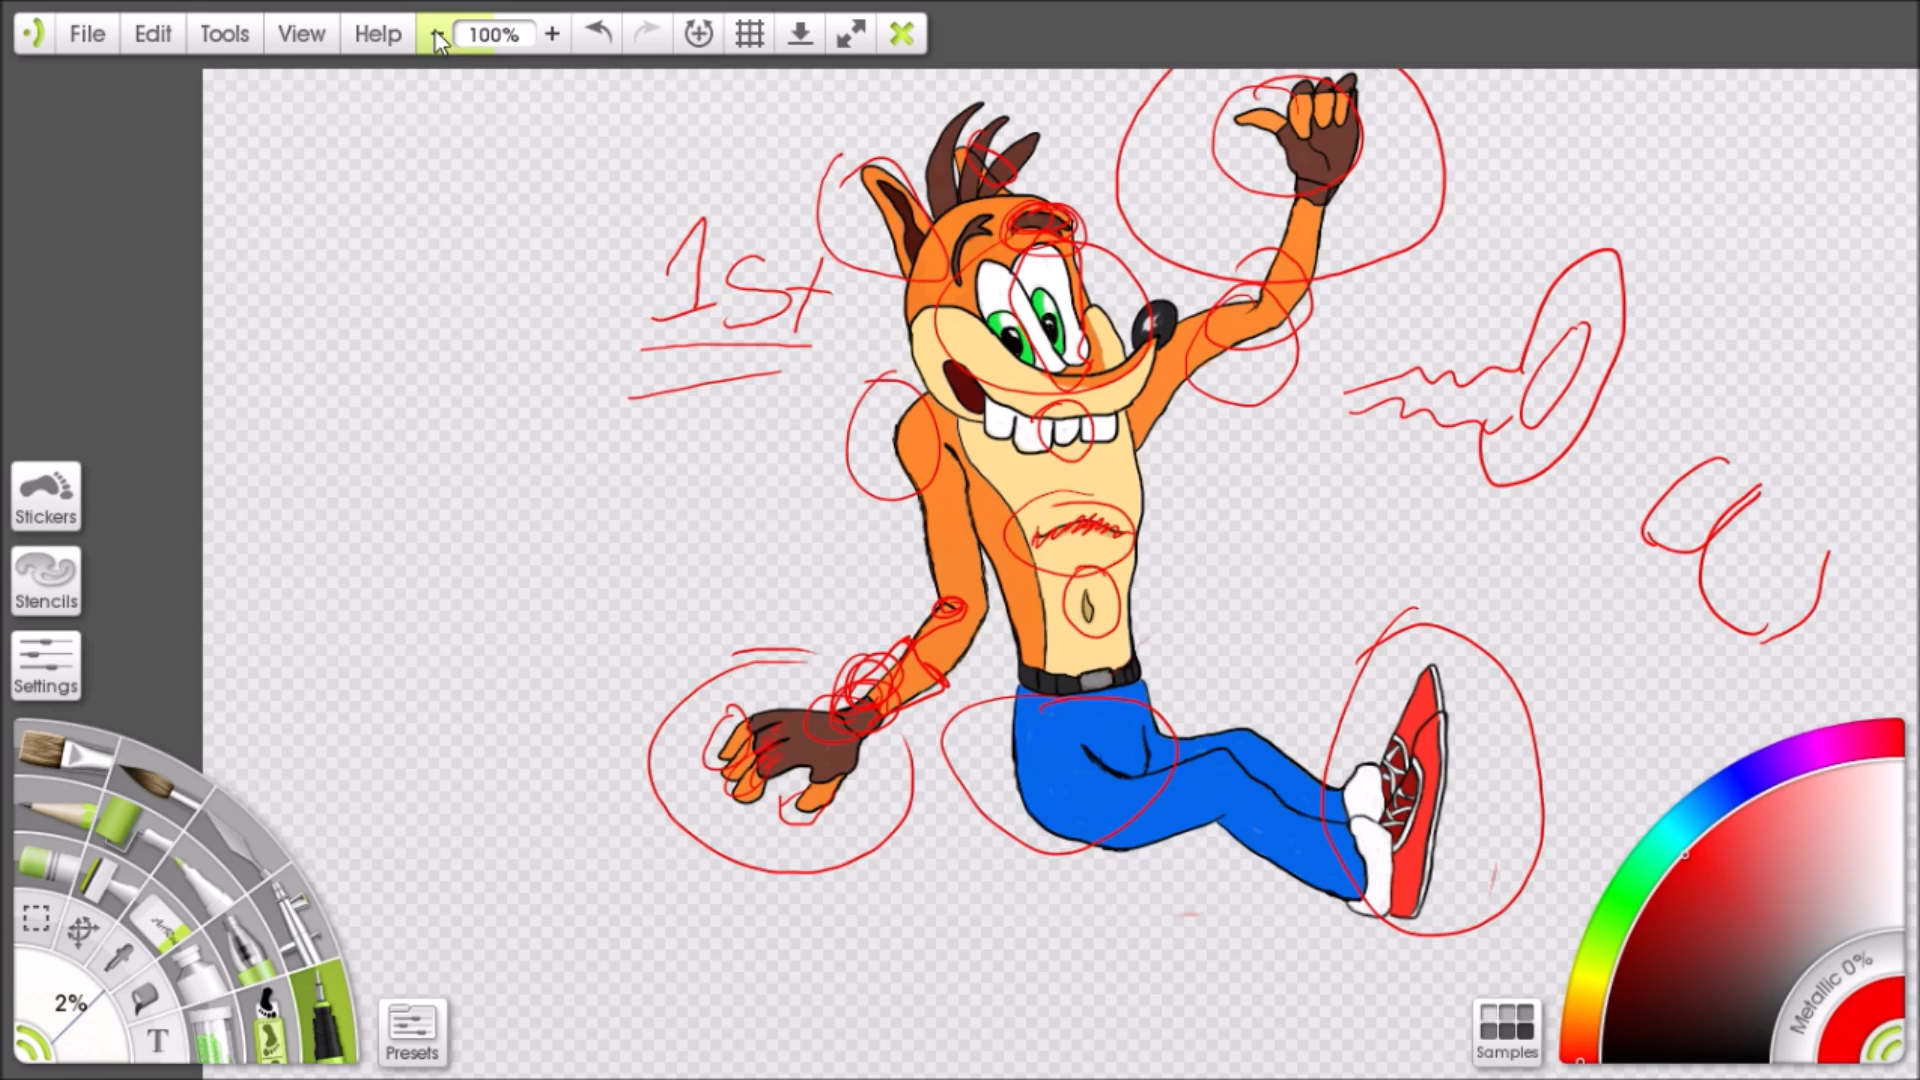 File Edit Tools View Help - 100% +
1st
Stickers
Stencils
Settings
2%
T
Presets
Samples
Metallic 0%